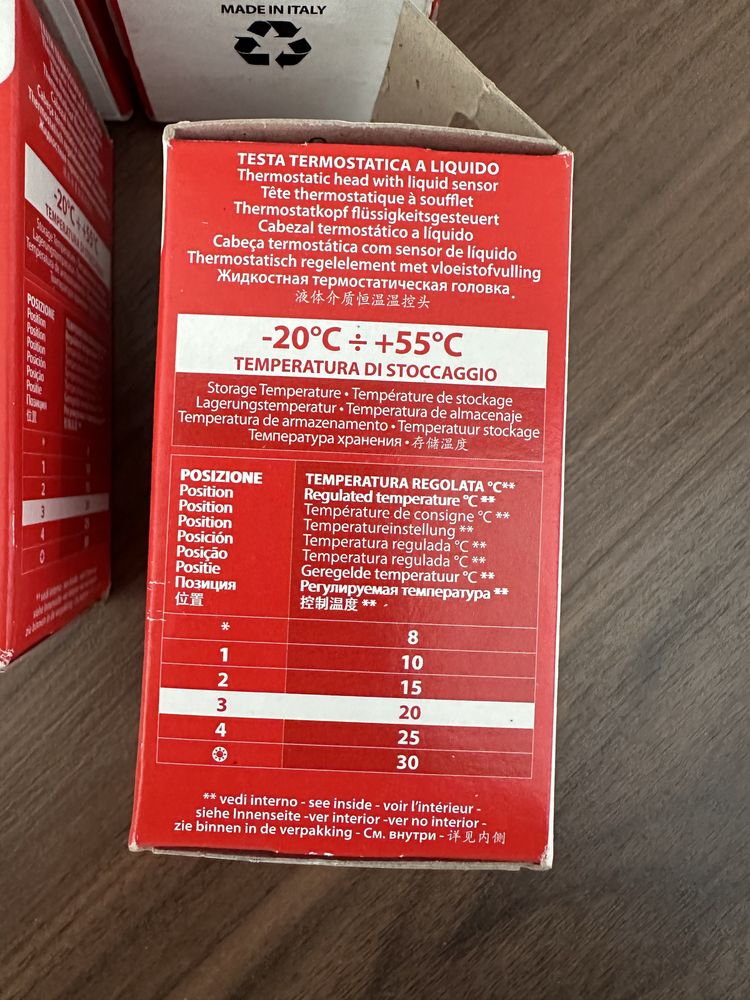 MADE IN ITALY
TESTA TERMOSTATICA A LIQUIDO
Thermostatic head with liquid sensor
Tête thermostatique à soufflet
Thermostatkopf flüssigkeitsgesteuert
Cabezal termostático a líquido
Cabeça termostática com sensor de líquido
Thermostatisch regelelement met vloeistofvulling
Жидкостная термостатическая головка
液体介质恒温温控头
-20°C ÷ +55°C
TEMPERATURA DI STOCCAGGIO
Storage Temperature • Température de stockage
Lagerungstemperatur • Temperatura de almacenaje
Temperatura de armazenamento • Temperatuur stockage
Температура хранения • 存储温度
POSIZIONE
Position
Position
Position
Posición
Posição
Positie
Позиция
位置
TEMPERATURA REGOLATA °C**
Regulated temperature °C **
Température de consigne °C **
Temperatureinstellung **
Temperatura regulada °C **
Temperatura regulada °C **
Geregelde temperatuur °C **
Регулируемая температура **
控制温度 **
* 8
1 10
2 15
3 20
4 25
30
** vedi interno - see inside - voir l'intérieur -
siehe Innenseite -ver interior -ver no interior -
zie binnen in de verpakking - См. внутри - 详见内侧
-20°C ÷ +55°C
POSIZIONE
Position
Position
Position
Posición
Posição
Positie
Позиция
位置
*
1
2
3
4